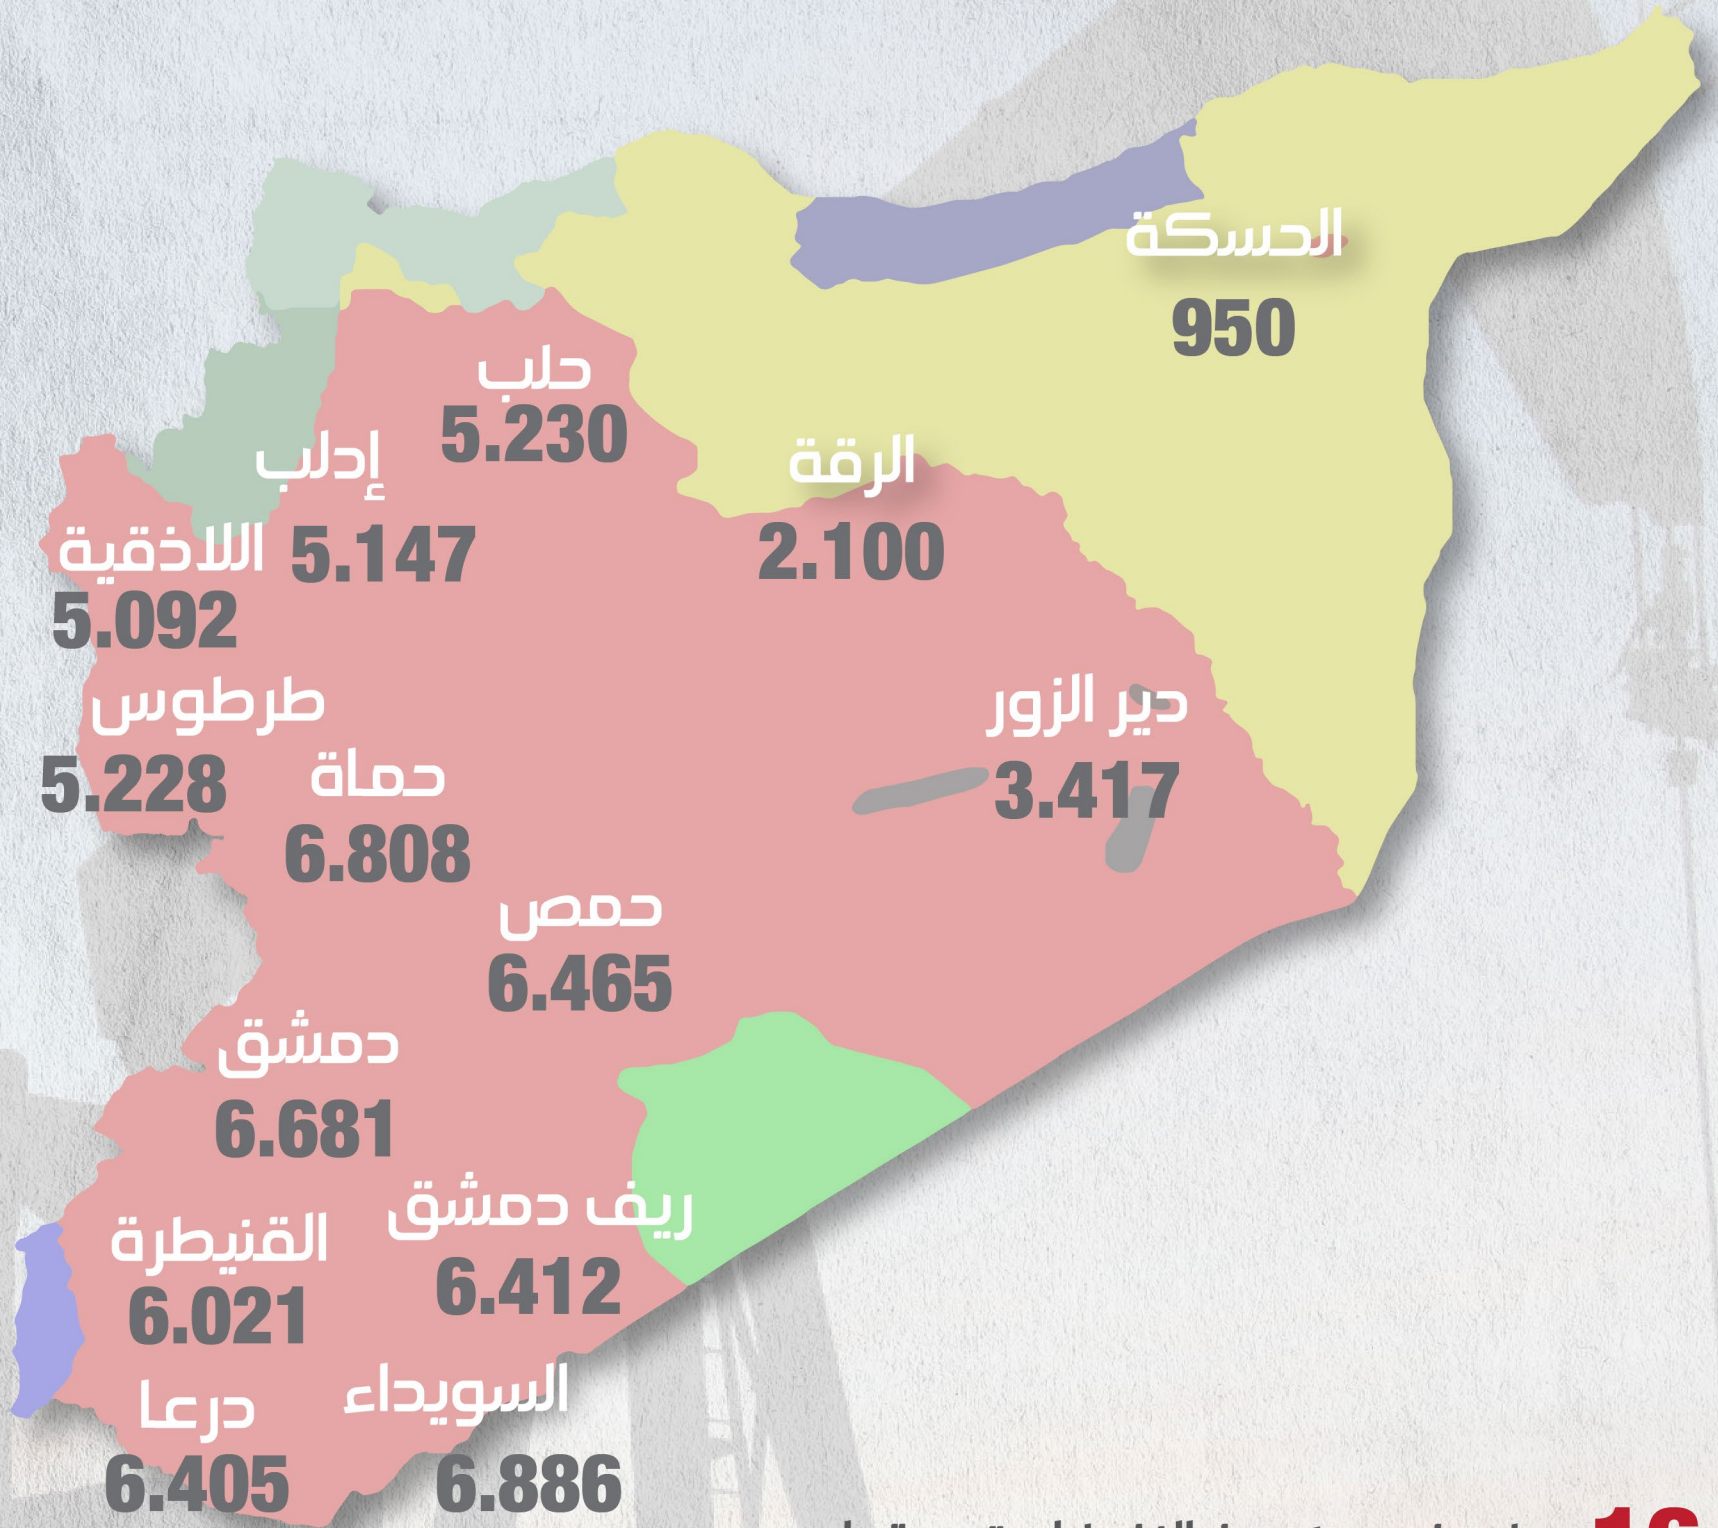 الحسكة
950
حلب
5.230
الرقة
2.100
إدلب
5.147
اللاذقية
5.092
دير الزور
3.417
طرطوس
5.228
حماة
6.808
حمص
6.465
دمشق
6.681
ريف دمشق
6.412
القنيطرة
6.021
السويداء
6.886
درعا
6.405